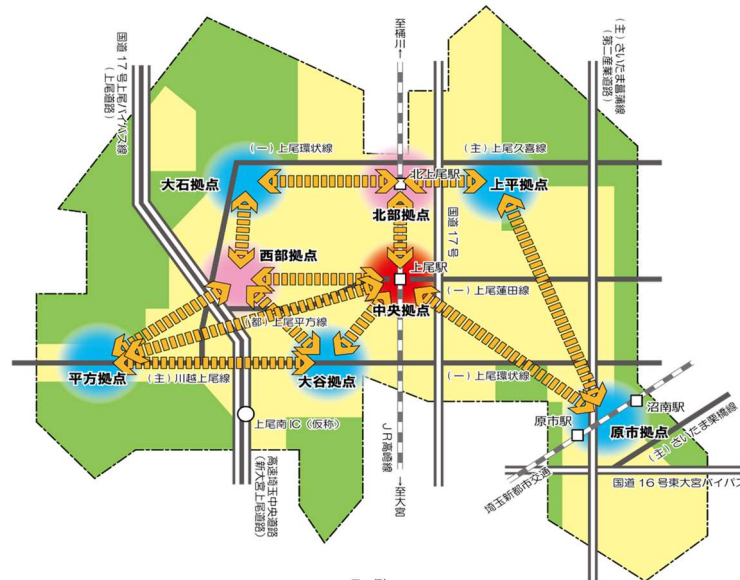 至桶川↑
国道17号上尾バイパス線
（上尾道路）
（主）さいたま菖蒲線
（第二産業道路）
（一）上尾環状線
（主）上尾久喜線
大石拠点
北上尾駅
上平拠点
北部拠点
国道17号
西部拠点
上尾駅
（一）上尾蓮田線
中央拠点
（都）上尾平方線
平方拠点
（主）川越上尾線
大谷拠点
（一）上尾環状線
沼南駅
原市駅
原市拠点
上尾南IC（仮称）
（主）さいたま栗橋線
JR高崎線
→至大宮
高速埼玉中央道路
（新大宮上尾道路）
埼玉新都市交通
国道16号東大宮バイパス